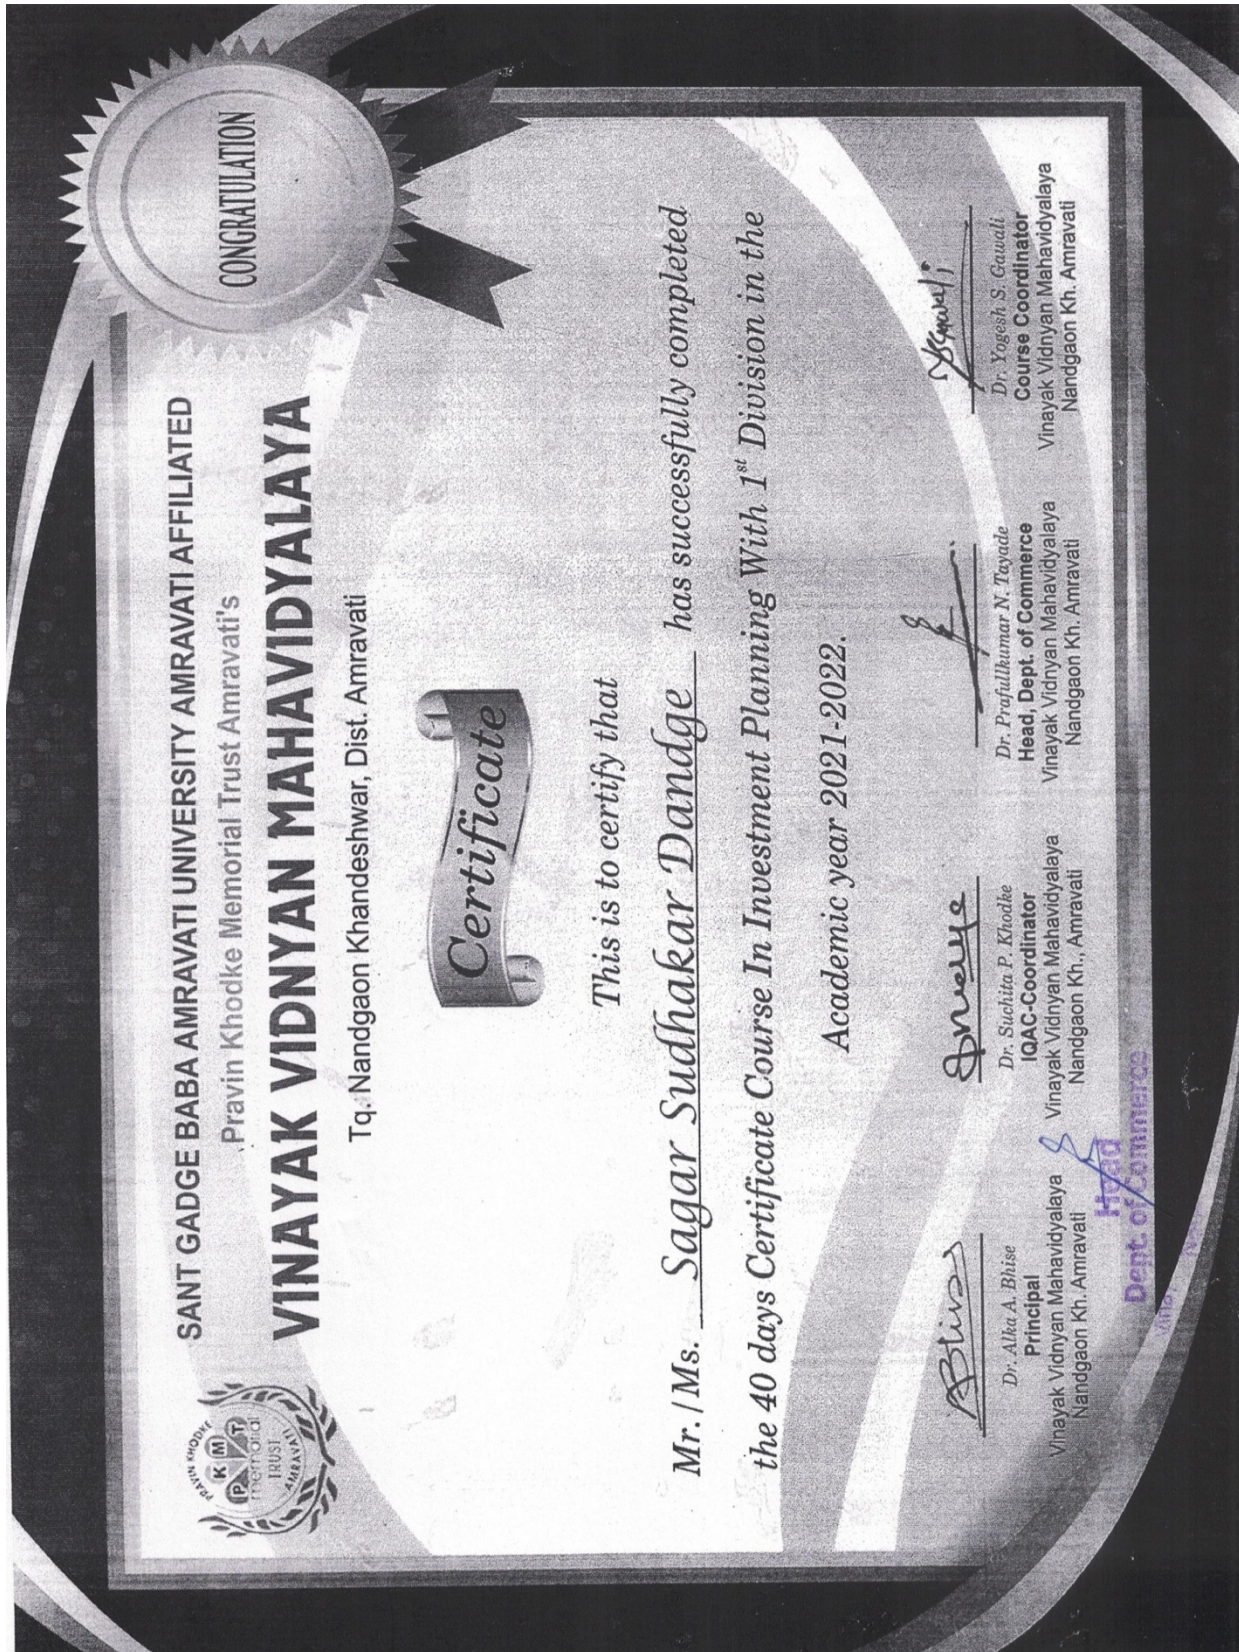 CONGRATULATION
SANT GADGE BABA AMRAVATI UNIVERSITY AMRAVATI AFFILIATED
Pravin Khodke Memorial Trust Amravati's
VINAYAK VIDNYAN MAHAVIDYALAYA
Tq. Nandgaon Khandeshwar, Dist. Amravati
PRAVIN KHODKE
P K M T
memorial
TRUST
AMRAVATI
Certificate
This is to certify that
Mr. / Ms. Sagar Sudhakar Dandge has successfully completed
the 40 days Certificate Course In Investment Planning With 1st Division in the
Academic year 2021-2022.
Dr. Alka A. Bhise
Principal
Vinayak Vidnyan Mahavidyalaya
Nandgaon Kh. Amravati
Dr. Suchita P. Khodke
IQAC-Coordinator
Vinayak Vidnyan Mahavidyalaya
Nandgaon Kh., Amravati
Dr. Prafullkumar N. Tayade
Head, Dept. of Commerce
Vinayak Vidnyan Mahavidyalaya
Nandgaon Kh. Amravati
Dr. Yogesh S. Gawali
Course Coordinator
Vinayak Vidnyan Mahavidyalaya
Nandgaon Kh. Amravati
Head
Dept. of Commerce